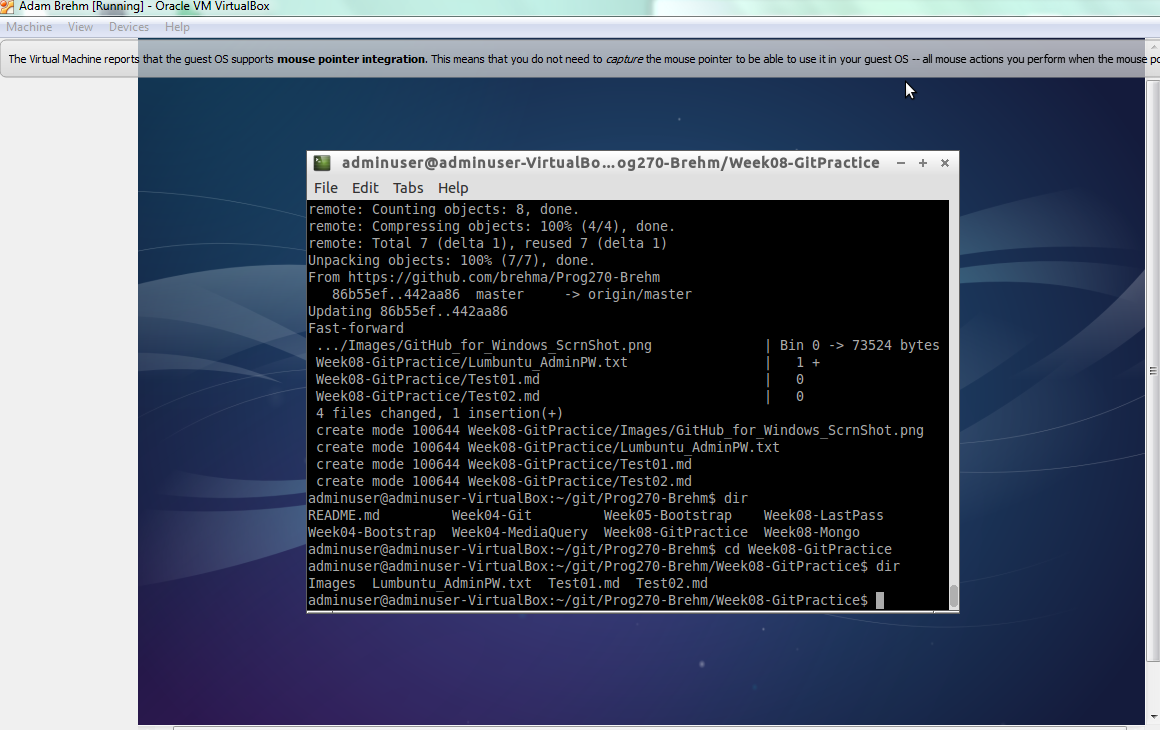 Adam Brehm [Running] - Oracle VM VirtualBox
Machine View Devices Help
The Virtual Machine reports that the guest OS supports mouse pointer integration. This means that you do not need to capture the mouse pointer to be able to use it in your guest OS -- all mouse actions you perform when the mouse po
adminuser@adminuser-VirtualBo...og270-Brehm/Week08-GitPractice
File Edit Tabs Help
remote: Counting objects: 8, done.
remote: Compressing objects: 100% (4/4), done.
remote: Total 7 (delta 1), reused 7 (delta 1)
Unpacking objects: 100% (7/7), done.
From https://github.com/brehma/Prog270-Brehm
   86b55ef..442aa86  master     -> origin/master
Updating 86b55ef..442aa86
Fast-forward
 .../Images/GitHub_for_Windows_ScrnShot.png              | Bin 0 -> 73524 bytes
 Week08-GitPractice/Lumbuntu_AdminPW.txt                 |   1 +
 Week08-GitPractice/Test01.md                            |   0
 Week08-GitPractice/Test02.md                            |   0
 4 files changed, 1 insertion(+)
 create mode 100644 Week08-GitPractice/Images/GitHub_for_Windows_ScrnShot.png
 create mode 100644 Week08-GitPractice/Lumbuntu_AdminPW.txt
 create mode 100644 Week08-GitPractice/Test01.md
 create mode 100644 Week08-GitPractice/Test02.md
adminuser@adminuser-VirtualBox:~/git/Prog270-Brehm$ dir
README.md         Week04-Git         Week05-Bootstrap    Week08-LastPass
Week04-Bootstrap  Week04-MediaQuery  Week08-GitPractice  Week08-Mongo
adminuser@adminuser-VirtualBox:~/git/Prog270-Brehm$ cd Week08-GitPractice
adminuser@adminuser-VirtualBox:~/git/Prog270-Brehm/Week08-GitPractice$ dir
Images  Lumbuntu_AdminPW.txt  Test01.md  Test02.md
adminuser@adminuser-VirtualBox:~/git/Prog270-Brehm/Week08-GitPractice$